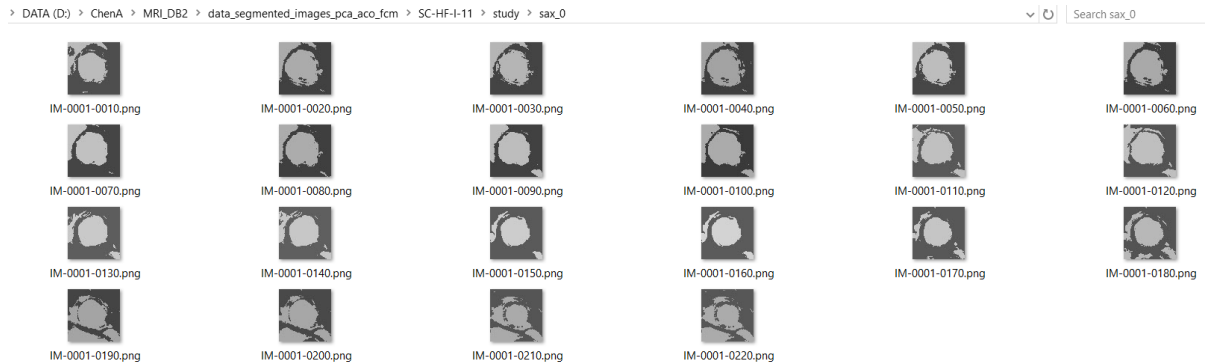 > DATA (D:) > ChenA > MRI_DB2 > data_segmented_images_pca_aco_fcm > SC-HF-I-11 > study > sax_0 Search sax_0
IM-0001-0010.png IM-0001-0020.png IM-0001-0030.png IM-0001-0040.png IM-0001-0050.png IM-0001-0060.png
IM-0001-0070.png IM-0001-0080.png IM-0001-0090.png IM-0001-0100.png IM-0001-0110.png IM-0001-0120.png
IM-0001-0130.png IM-0001-0140.png IM-0001-0150.png IM-0001-0160.png IM-0001-0170.png IM-0001-0180.png
IM-0001-0190.png IM-0001-0200.png IM-0001-0210.png IM-0001-0220.png